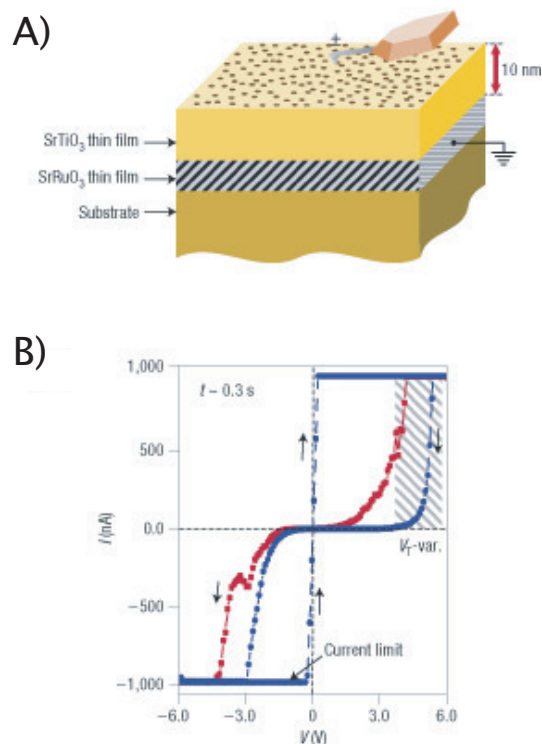 A)
+
10 nm
SrTiO₃ thin film
SrRuO₃ thin film
Substrate
B)
1,000
t – 0.3 s
500
0.0
V_T-var.
I (nA)
–500
Current limit
–1,000
–6.0 –3.0 0 3.0 6.0
V (V)